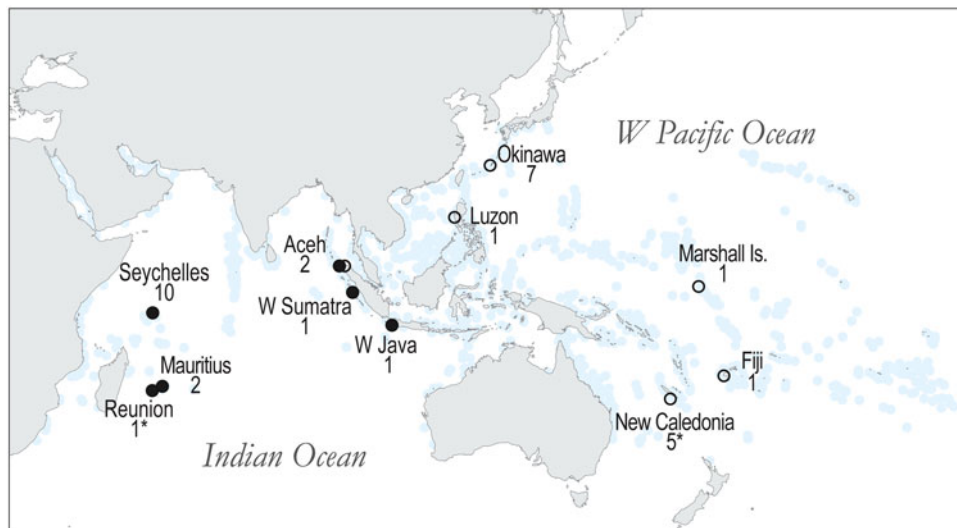 W Pacific Ocean
Okinawa
7
Luzon
1
Aceh
2
Marshall Is.
1
Seychelles
10
W Sumatra
1
W Java
1
Mauritius
2
Fiji
1
Reunion
1*
New Caledonia
5*
Indian Ocean